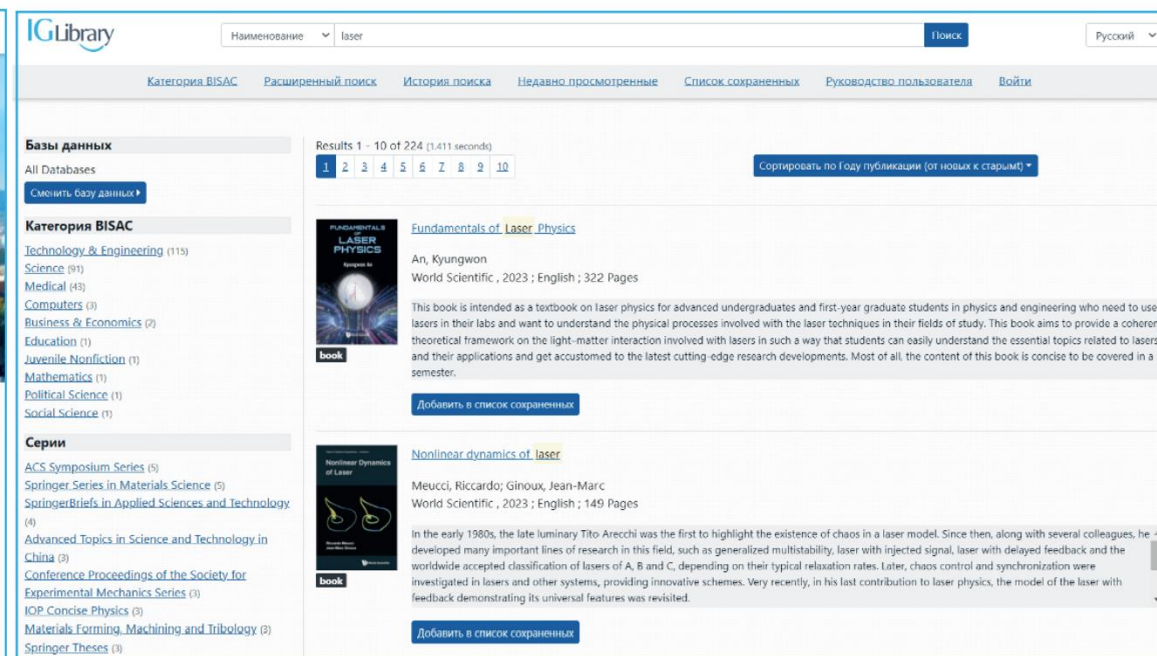 IGLibrary
Наименование
laser
Поиск
Русский
Категория BISAC
Расширенный поиск
История поиска
Недавно просмотренные
Список сохраненных
Руководство пользователя
Войти
Базы данных
All Databases
Сменить базу данных
Категория BISAC
Technology & Engineering (115)
Science (91)
Medical (43)
Computers (3)
Business & Economics (2)
Education (1)
Juvenile Nonfiction (1)
Mathematics (1)
Political Science (1)
Social Science (1)
Серии
ACS Symposium Series (5)
Springer Series in Materials Science (5)
SpringerBriefs in Applied Sciences and Technology
(4)
Advanced Topics in Science and Technology in
China (3)
Conference Proceedings of the Society for
Experimental Mechanics Series (3)
IOP Concise Physics (3)
Materials Forming, Machining and Tribology (3)
Springer Theses (3)
Results 1 - 10 of 224 (1.411 seconds)
1 2 3 4 5 6 7 8 9 10
Сортировать по Году публикации (от новых к старымt)
FUNDAMENTALS
OF
LASER
PHYSICS
Kyungwon An
book
Fundamentals of Laser Physics
An, Kyungwon
World Scientific , 2023 ; English ; 322 Pages
This book is intended as a textbook on laser physics for advanced undergraduates and first-year graduate students in physics and engineering who need to use
lasers in their labs and want to understand the physical processes involved with the laser techniques in their fields of study. This book aims to provide a coheren
theoretical framework on the light-matter interaction involved with lasers in such a way that students can easily understand the essential topics related to lasers
and their applications and get accustomed to the latest cutting-edge research developments. Most of all, the content of this book is concise to be covered in a
semester.
Добавить в список сохраненных
Nonlinear Dynamics
of Laser
Riccardo Meucci
Jean-Marc Ginoux
book
Nonlinear dynamics of laser
Meucci, Riccardo; Ginoux, Jean-Marc
World Scientific , 2023 ; English ; 149 Pages
In the early 1980s, the late luminary Tito Arecchi was the first to highlight the existence of chaos in a laser model. Since then, along with several colleagues, he
developed many important lines of research in this field, such as generalized multistability, laser with injected signal, laser with delayed feedback and the
worldwide accepted classification of lasers of A, B and C, depending on their typical relaxation rates. Later, chaos control and synchronization were
investigated in lasers and other systems, providing innovative schemes. Very recently, in his last contribution to laser physics, the model of the laser with
feedback demonstrating its universal features was revisited.
Добавить в список сохраненных